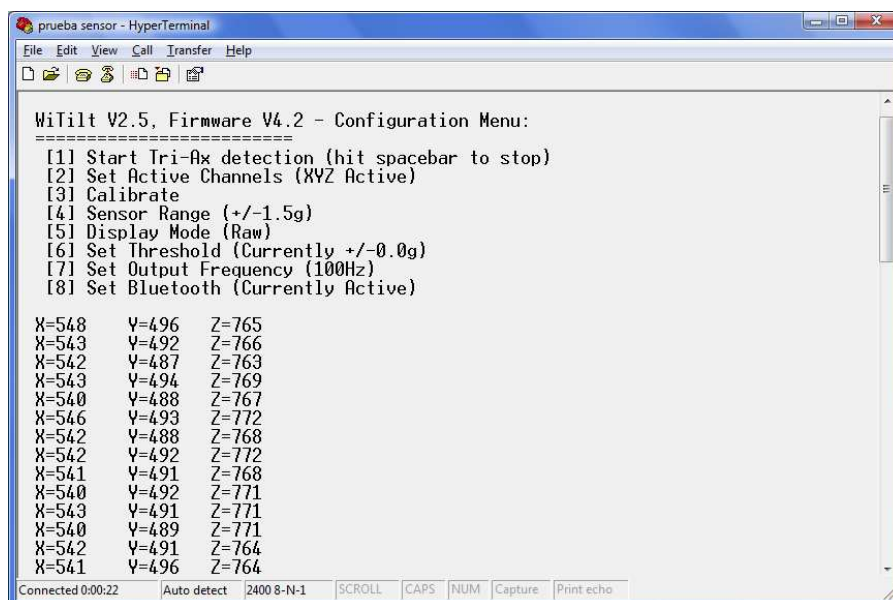 prueba sensor - HyperTerminal
File Edit View Call Transfer Help
WiTilt V2.5, Firmware V4.2 - Configuration Menu:
=========================
[1] Start Tri-Ax detection (hit spacebar to stop)
[2] Set Active Channels (XYZ Active)
[3] Calibrate
[4] Sensor Range (+/-1.5g)
[5] Display Mode (Raw)
[6] Set Threshold (Currently +/-0.0g)
[7] Set Output Frequency (100Hz)
[8] Set Bluetooth (Currently Active)
X=548 Y=496 Z=765
X=543 Y=492 Z=766
X=542 Y=487 Z=763
X=543 Y=494 Z=769
X=540 Y=488 Z=767
X=546 Y=493 Z=772
X=542 Y=488 Z=768
X=542 Y=492 Z=772
X=541 Y=491 Z=768
X=540 Y=492 Z=771
X=543 Y=491 Z=771
X=540 Y=489 Z=771
X=542 Y=491 Z=764
X=541 Y=496 Z=764
Connected 0:00:22 Auto detect 2400 8-N-1 SCROLL CAPS NUM Capture Print echo